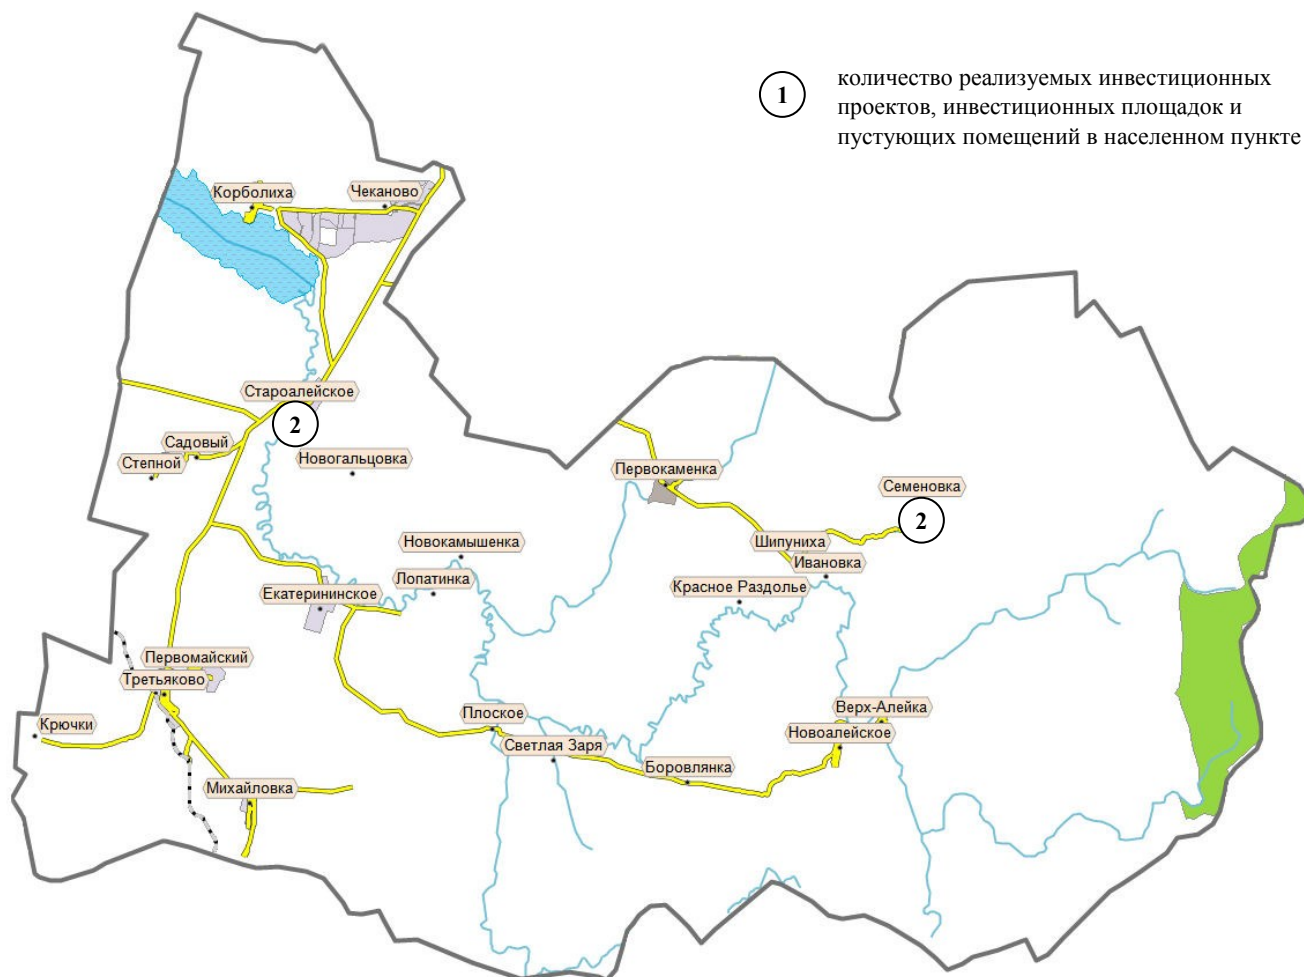 1
количество реализуемых инвестиционных
проектов, инвестиционных площадок и
пустующих помещений в населенном пункте
Корболиха
Чеканово
Староалейское
2
Садовый
Степной
Новогальцовка
Первокаменка
Семеновка
2
Новокамышенка
Шипуниха
Ивановка
Лопатинка
Екатерининское
Красное Раздолье
Первомайский
Третьяково
Крючки
Плоское
Верх-Алейка
Новоалейское
Светлая Заря
Боровлянка
Михайловка